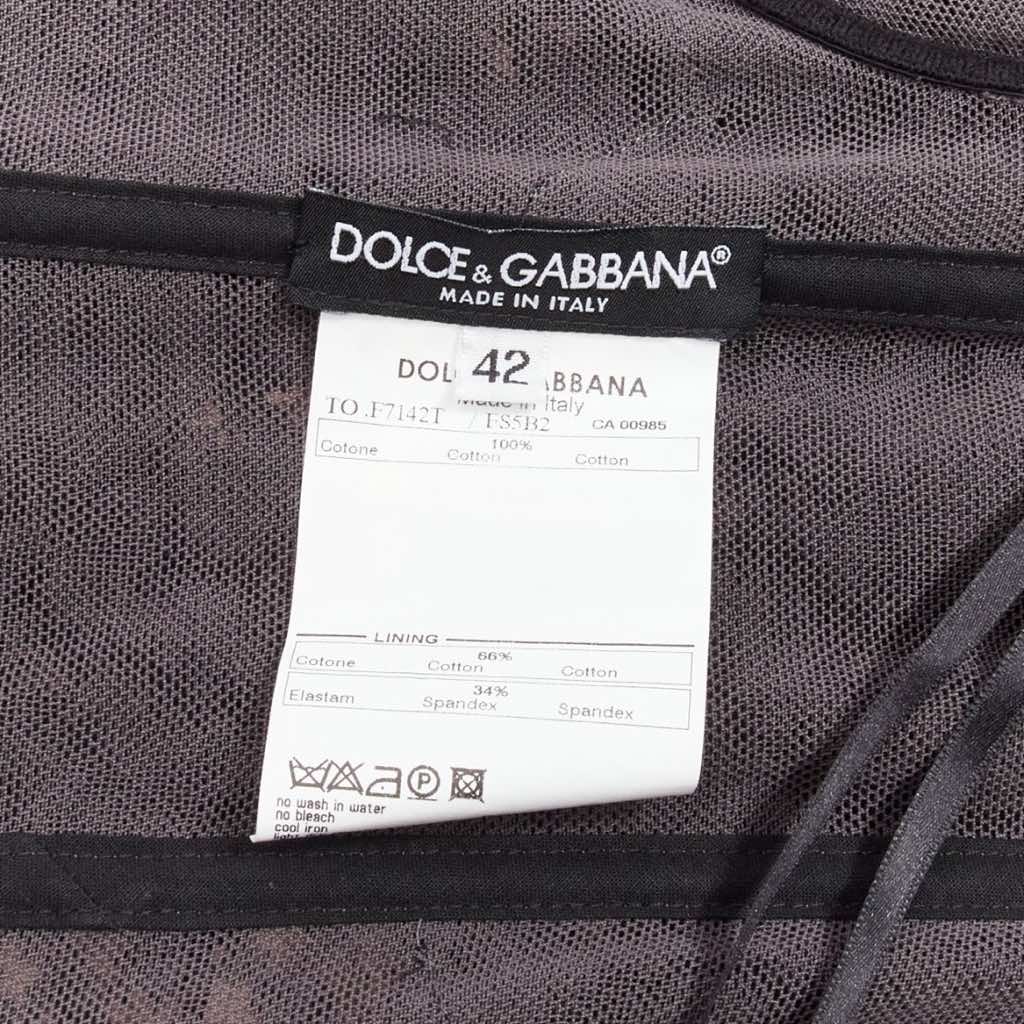 DOLCE & GABBANA®
MADE IN ITALY
42
DOL ABBANA
Made in Italy
TO .F7142T / FS5B2 CA 00985
100%
Cotone Cotton Cotton
LINING
66%
Cotone Cotton Cotton
34%
Elastam Spandex Spandex
P
no wash in water
no bleach
cool iron